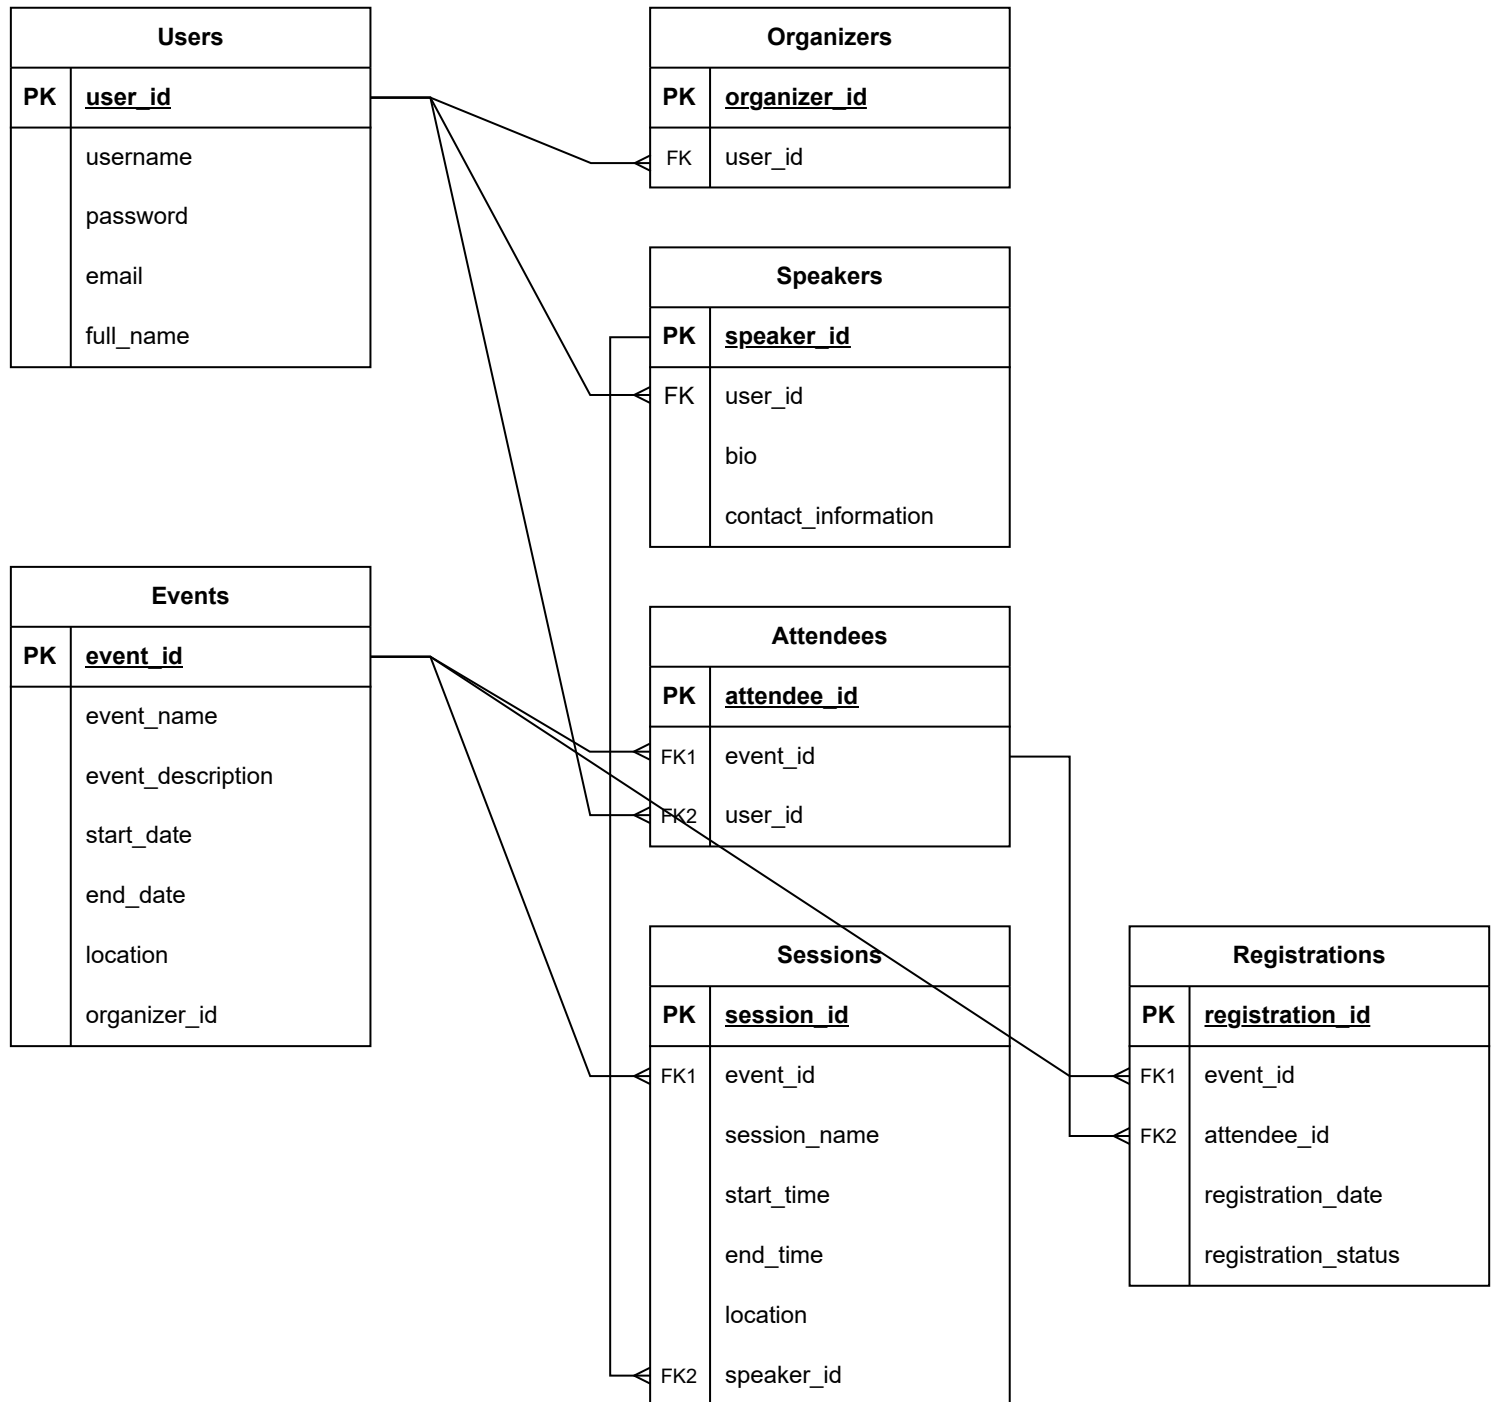 Users
PK user_id
username
password
email
full_name
Organizers
PK organizer_id
FK user_id
Speakers
PK speaker_id
FK user_id
bio
contact_information
Events
PK event_id
event_name
event_description
start_date
end_date
location
organizer_id
Attendees
PK attendee_id
FK1 event_id
FK2 user_id
Sessions
PK session_id
FK1 event_id
session_name
start_time
end_time
location
FK2 speaker_id
Registrations
PK registration_id
FK1 event_id
FK2 attendee_id
registration_date
registration_status